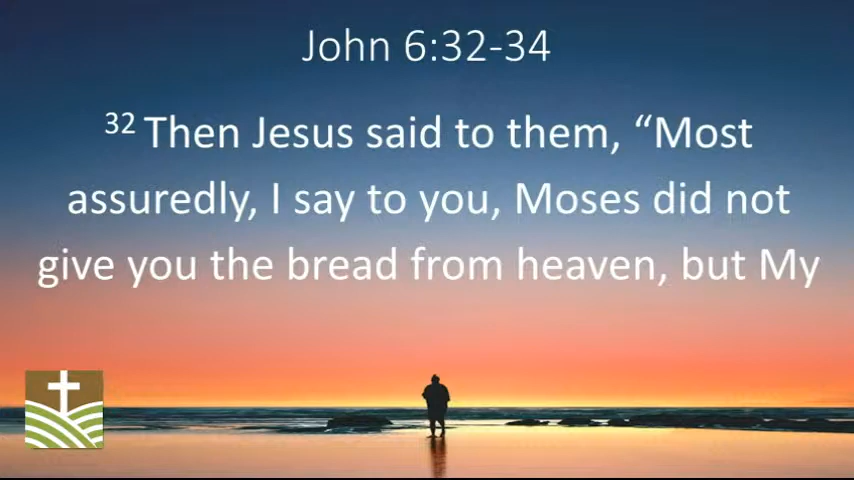 John 6:32-34
32 Then Jesus said to them, “Most
assuredly, I say to you, Moses did not
give you the bread from heaven, but My